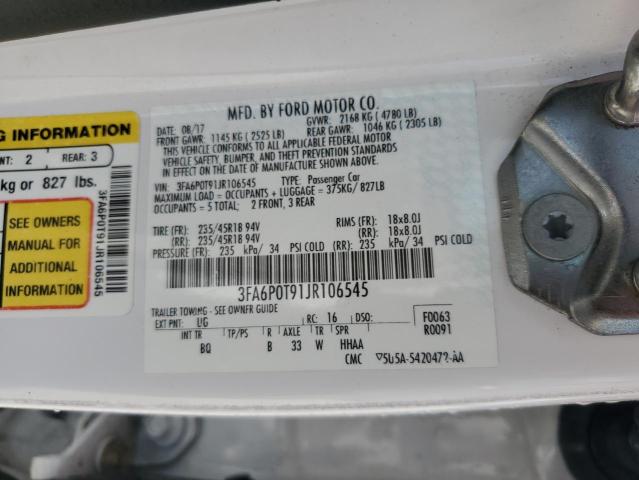 G INFORMATION
NT: 2 REAR: 3
kg or 827 lbs.
SEE OWNERS
MANUAL FOR
ADDITIONAL
INFORMATION
3FA6P0T91JR106545
MFD. BY FORD MOTOR CO.
DATE: 08/17 GVWR: 2168 KG ( 4780 LB)
FRONT GAWR: 1145 KG ( 2525 LB) REAR GAWR: 1046 KG ( 2305 LB)
THIS VEHICLE CONFORMS TO ALL APPLICABLE FEDERAL MOTOR
VEHICLE SAFETY, BUMPER, AND THEFT PREVENTION STANDARDS
IN EFFECT ON THE DATE OF MANUFACTURE SHOWN ABOVE.
VIN: 3FA6P0T91JR106545 TYPE: Passenger Car
MAXIMUM LOAD = OCCUPANTS + LUGGAGE = 375KG/ 827LB
OCCUPANTS = 5 TOTAL: 2 FRONT, 3 REAR
TIRE (FR): 235/45R18 94V RIMS (FR): 18x8.0J
(RR): 235/45R18 94V (RR): 18x8.0J
PRESSURE (FR): 235 kPa/ 34 PSI COLD (RR): 235 kPa/ 34 PSI COLD
3FA6P0T91JR106545
TRAILER TOWING - SEE OWNER GUIDE
EXT PNT: UG RC: 16 DSO: F0063
R0091
INT TR TP/PS R AXLE TR SPR
BQ B 33 W HHAA
CMC 5U5A-5420472-AA